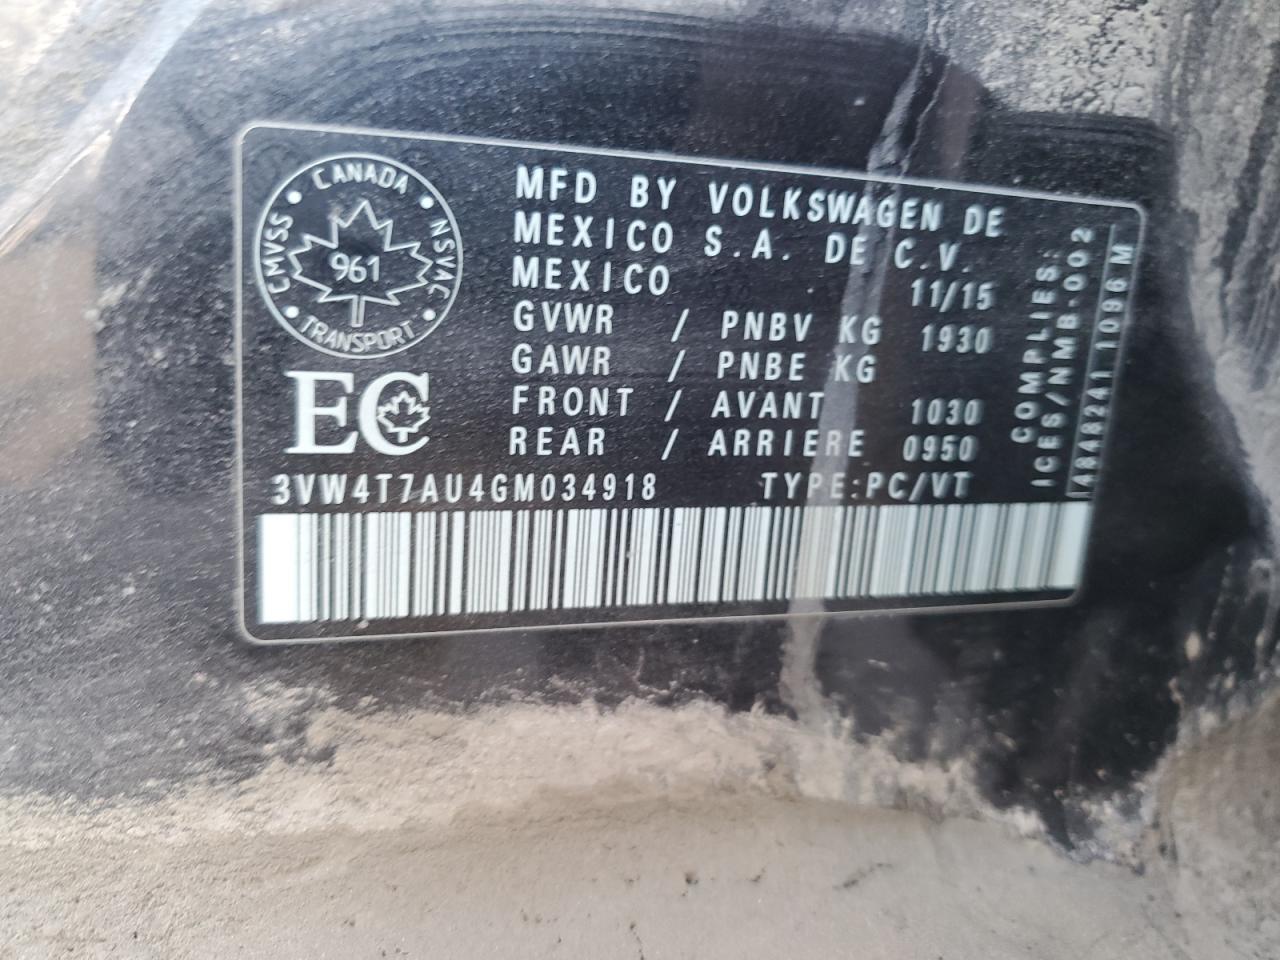 CANADA
CMVSS
NSVAC
961
TRANSPORT
EC
MFD BY VOLKSWAGEN DE
MEXICO S.A. DE C.V.
MEXICO 11/15
GVWR / PNBV KG 1930
GAWR / PNBE KG
FRONT / AVANT 1030
REAR / ARRIERE 0950
3VW4T7AU4GM034918 TYPE:PC/VT
COMPLIES:
ICES/NMB-002